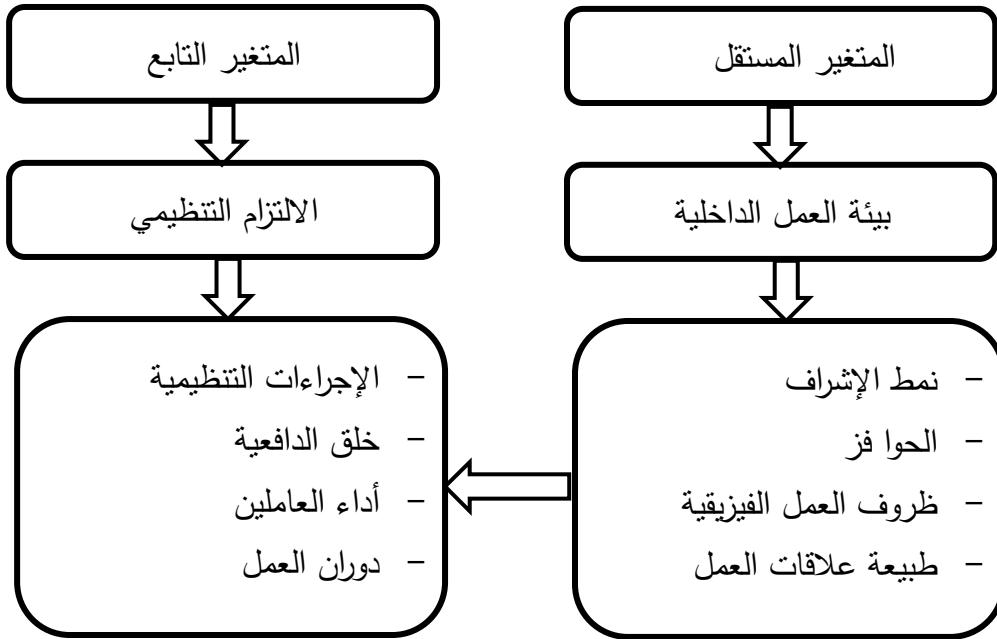 المتغير المستقل
المتغير التابع
بيئة العمل الداخلية
الالتزام التنظيمي
- نمط الإشراف
- الحوا فز
- ظروف العمل الفيزيقية
- طبيعة علاقات العمل
- الإجراءات التنظيمية
- خلق الدافعية
- أداء العاملين
- دوران العمل